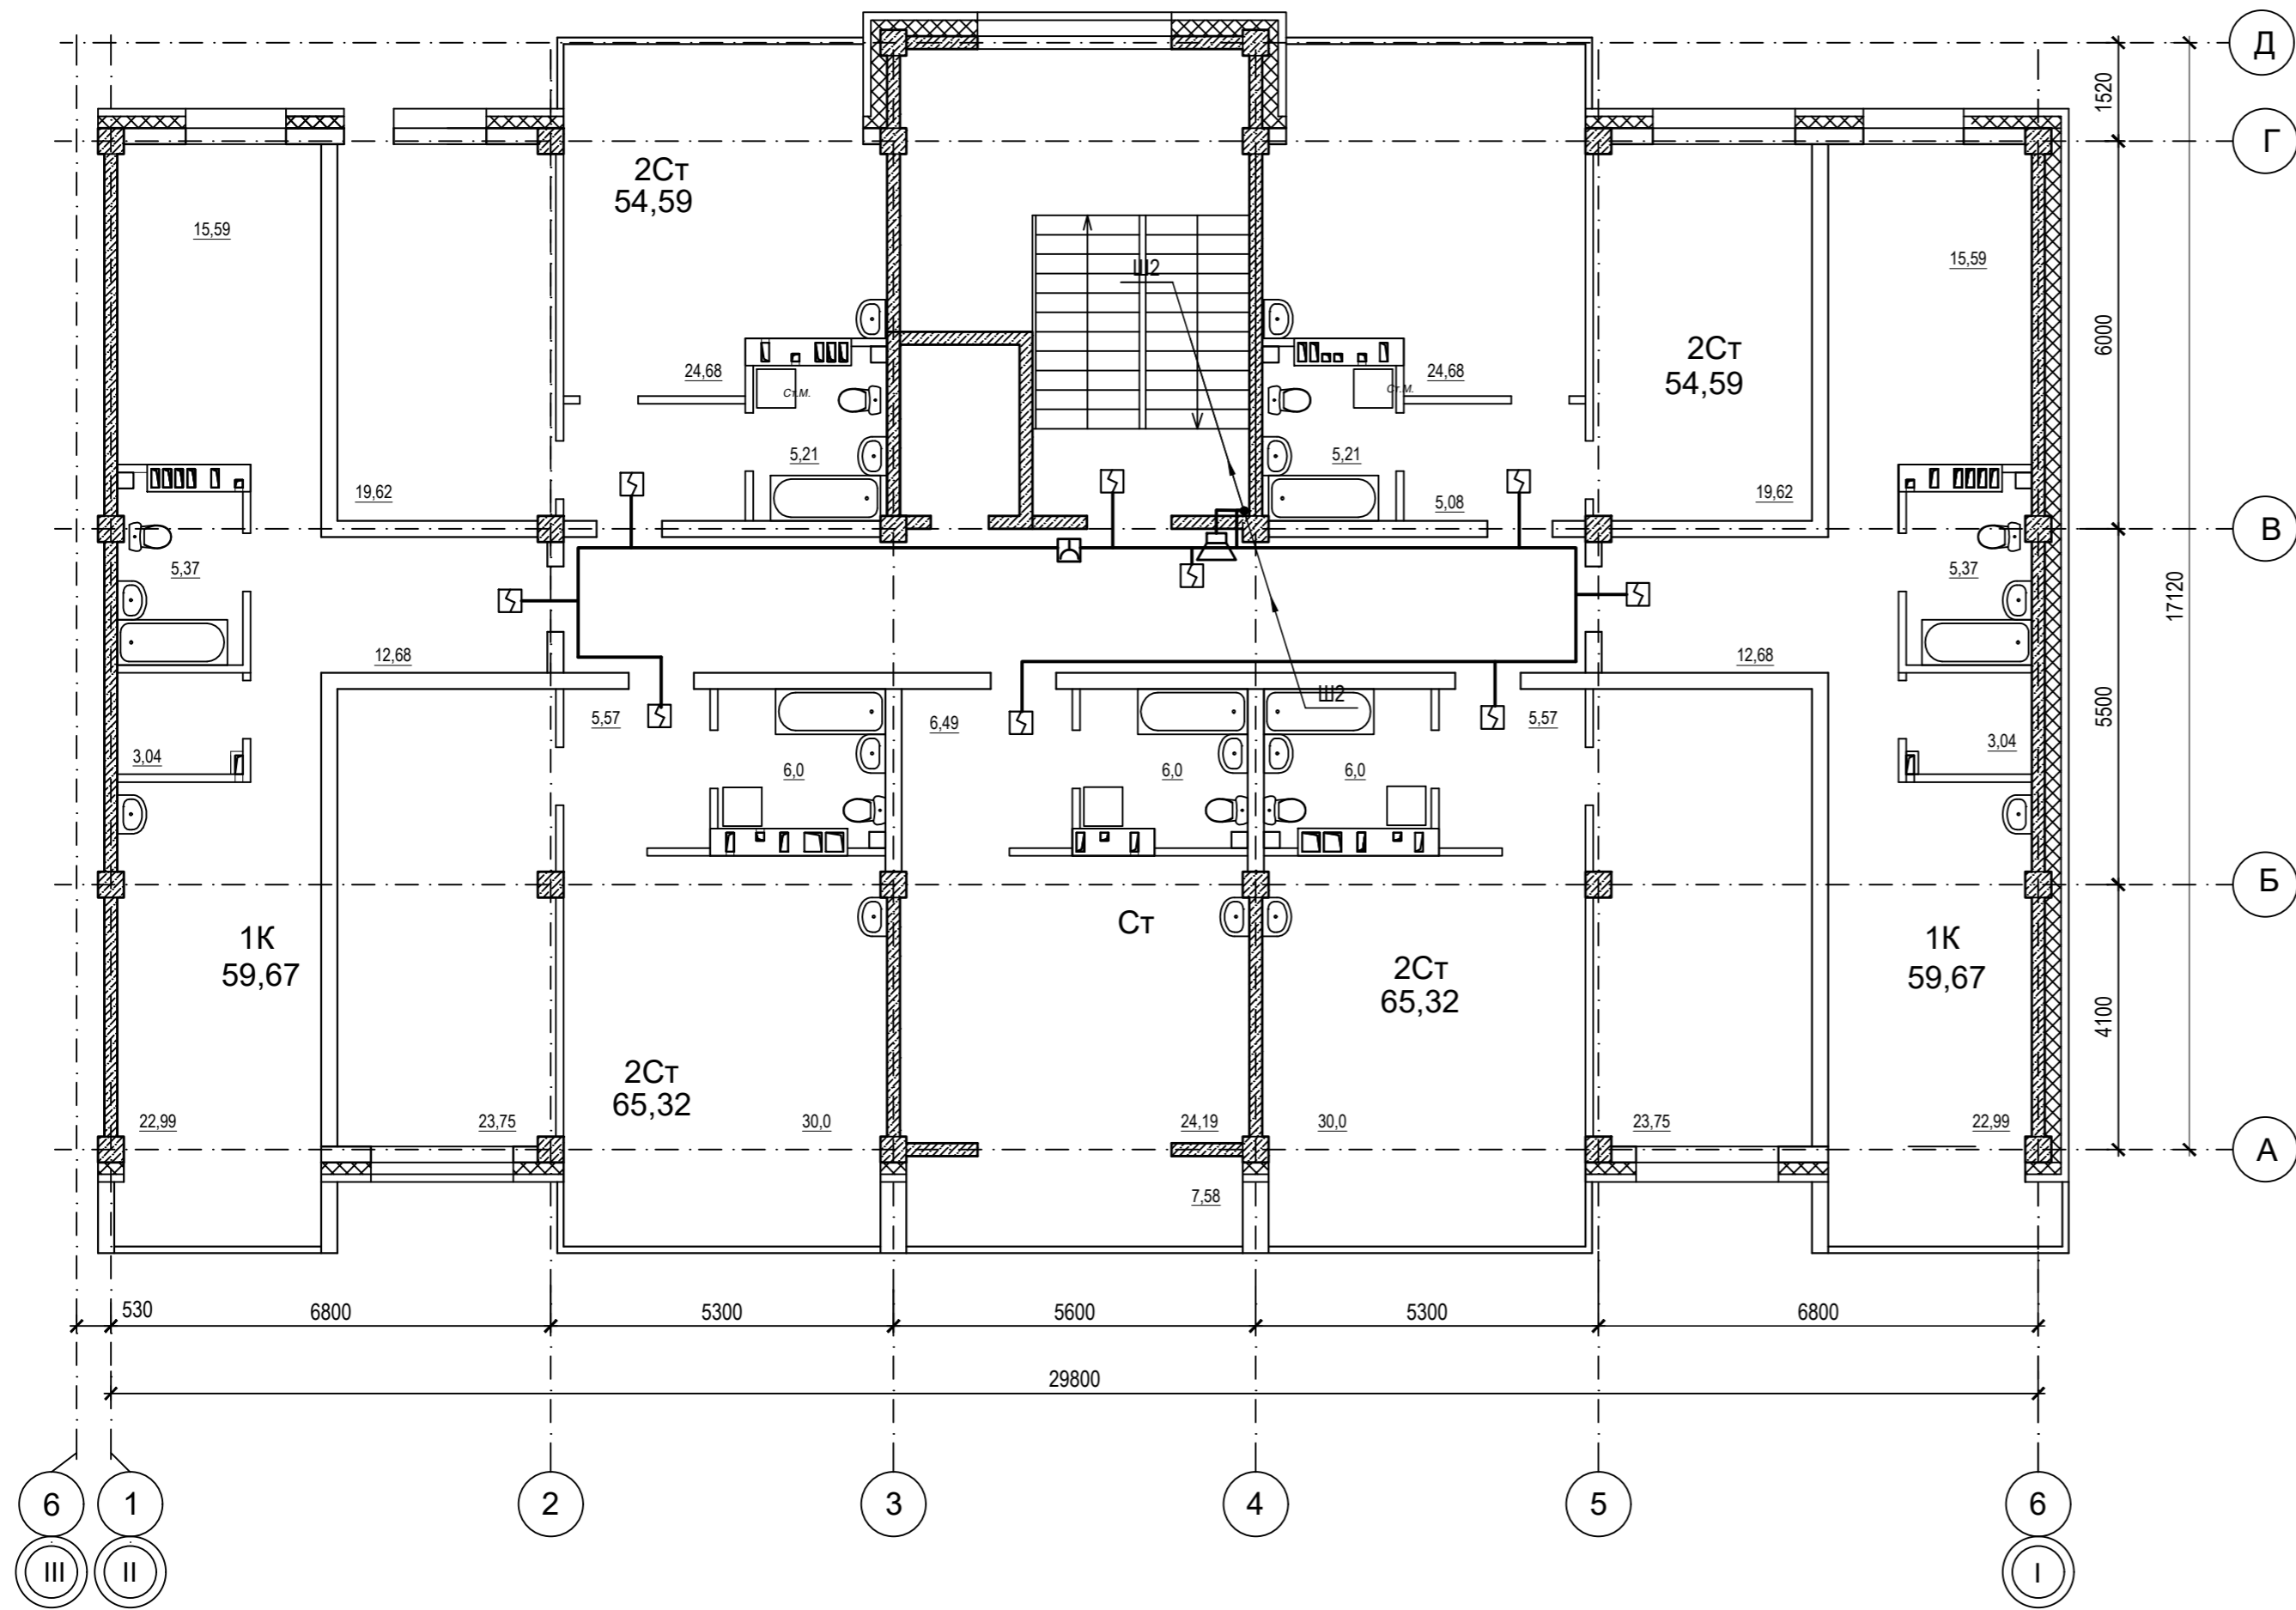 Д
1520
Г
2Ст
54,59
15,59
15,59
Ш2
6000
2Ст
54,59
24,68
24,68
Ст.М.
Ст.М.
5,21
5,21
19,62
5,08
19,62
В
5,37
5,37
17120
12,68
12,68
Ш2
5500
5,57
6,49
5,57
3,04
3,04
6,0
6,0
6,0
Б
Ст
1К
59,67
1К
59,67
2Ст
65,32
4100
2Ст
65,32
22,99
23,75
30,0
24,19
30,0
23,75
22,99
А
7,58
530
6800
5300
5600
5300
6800
29800
6
1
2
3
4
5
6
III
II
I